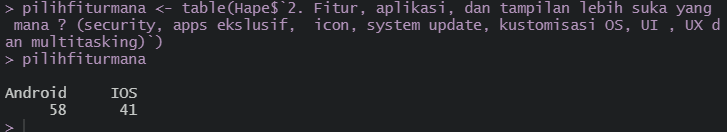 > pilihfiturmana <- table(Hape$`2. Fitur, aplikasi, dan tampilan lebih suka yang
 mana ? (security, apps ekslusif,  icon, system update, kustomisasi OS, UI , UX d
an multitasking)`)
> pilihfiturmana

Android     IOS
     58      41
>